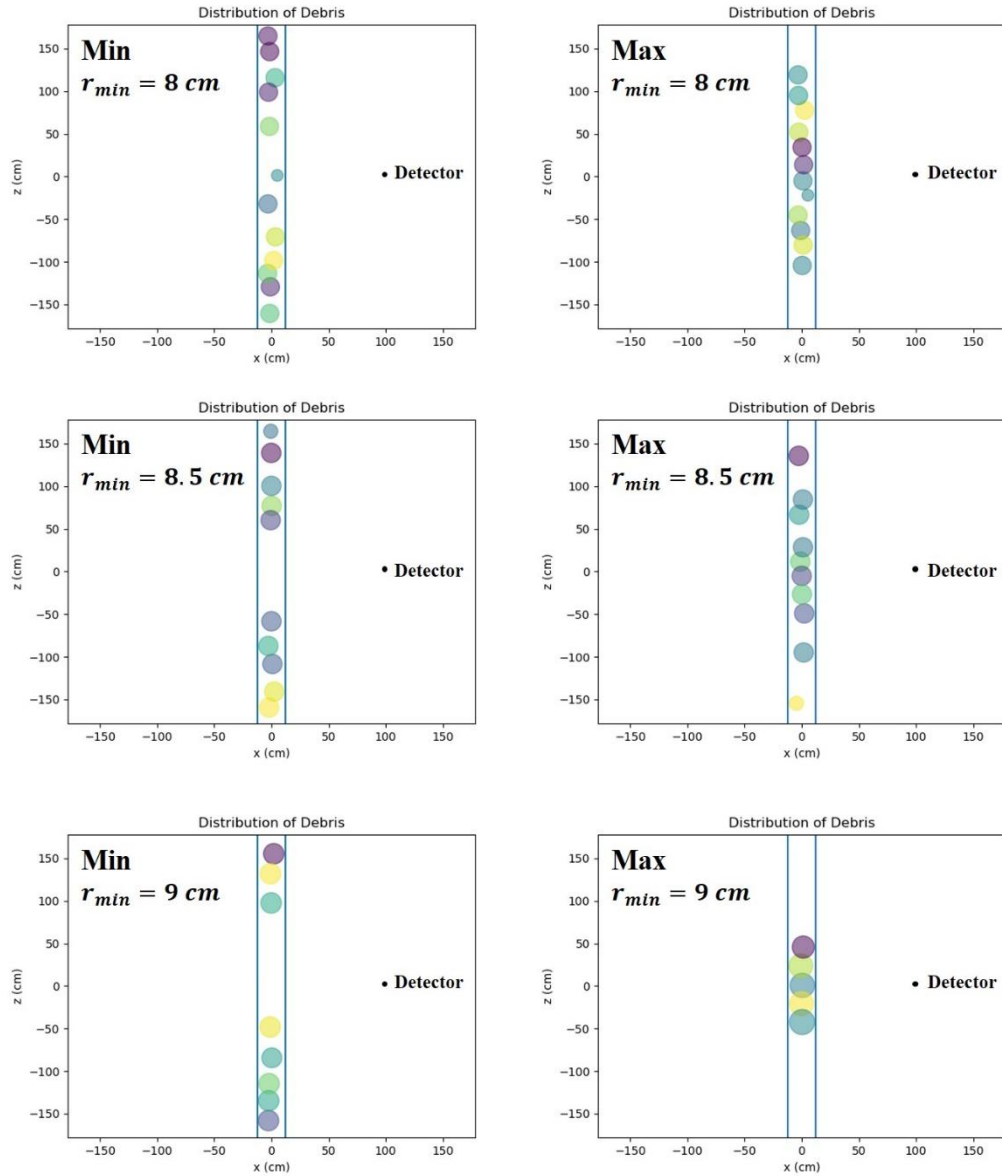 Distribution of Debris
Min
r_min = 8 cm
Detector
z (cm)
150
100
50
0
−50
−100
−150
−150 −100 −50 0 50 100 150
x (cm)
Distribution of Debris
Max
r_min = 8 cm
Detector
z (cm)
150
100
50
0
−50
−100
−150
−150 −100 −50 0 50 100 150
x (cm)
Distribution of Debris
Min
r_min = 8.5 cm
Detector
z (cm)
150
100
50
0
−50
−100
−150
−150 −100 −50 0 50 100 150
x (cm)
Distribution of Debris
Max
r_min = 8.5 cm
Detector
z (cm)
150
100
50
0
−50
−100
−150
−150 −100 −50 0 50 100 150
x (cm)
Distribution of Debris
Min
r_min = 9 cm
Detector
z (cm)
150
100
50
0
−50
−100
−150
−150 −100 −50 0 50 100 150
x (cm)
Distribution of Debris
Max
r_min = 9 cm
Detector
z (cm)
150
100
50
0
−50
−100
−150
−150 −100 −50 0 50 100 150
x (cm)